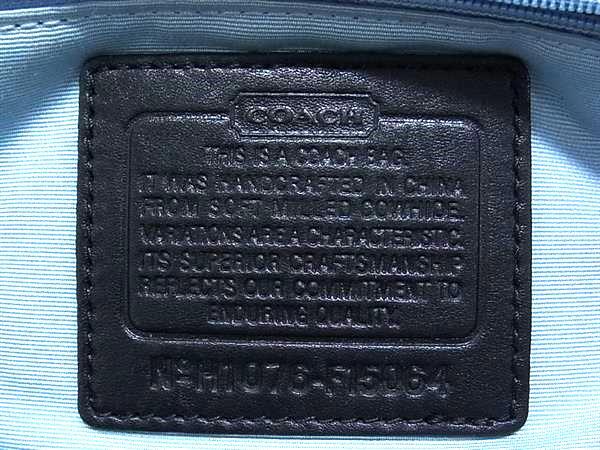 COACH
THIS IS A COACH BAG.
IT WAS HANDCRAFTED IN CHINA
FROM SOFT MILLED COWHIDE.
VARIATIONS ARE A CHARACTERISTIC.
ITS SUPERIOR CRAFTSMANSHIP
REFLECTS OUR COMMITMENT TO
ENDURING QUALITY.
Nº H1076-F15064